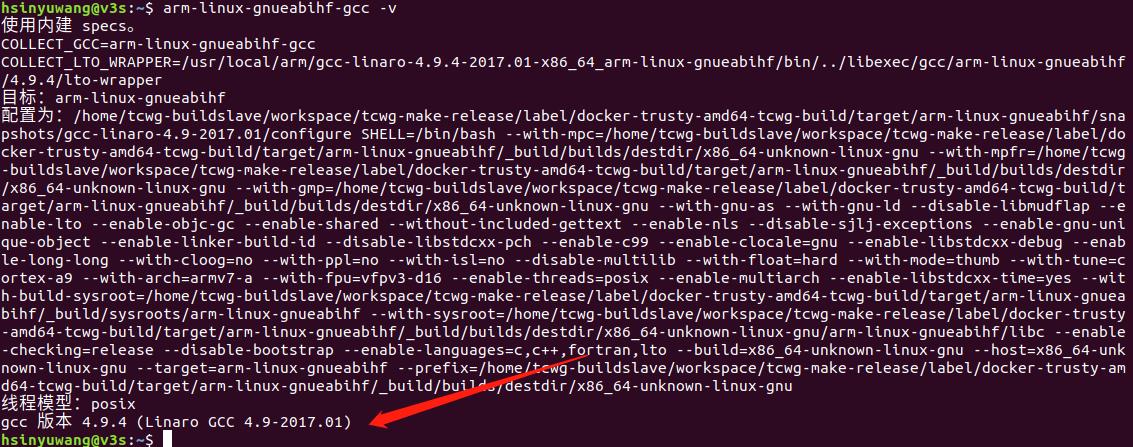 hsinyuwang@v3s:~$ arm-linux-gnueabihf-gcc -v
使用内建 specs。
COLLECT_GCC=arm-linux-gnueabihf-gcc
COLLECT_LTO_WRAPPER=/usr/local/arm/gcc-linaro-4.9.4-2017.01-x86_64_arm-linux-gnueabihf/bin/../libexec/gcc/arm-linux-gnueabihf
/4.9.4/lto-wrapper
目标：arm-linux-gnueabihf
配置为：/home/tcwg-buildslave/workspace/tcwg-make-release/label/docker-trusty-amd64-tcwg-build/target/arm-linux-gnueabihf/sna
pshots/gcc-linaro-4.9-2017.01/configure SHELL=/bin/bash --with-mpc=/home/tcwg-buildslave/workspace/tcwg-make-release/label/do
cker-trusty-amd64-tcwg-build/target/arm-linux-gnueabihf/_build/builds/destdir/x86_64-unknown-linux-gnu --with-mpfr=/home/tcwg
-buildslave/workspace/tcwg-make-release/label/docker-trusty-amd64-tcwg-build/target/arm-linux-gnueabihf/_build/builds/destdir
/x86_64-unknown-linux-gnu --with-gmp=/home/tcwg-buildslave/workspace/tcwg-make-release/label/docker-trusty-amd64-tcwg-build/t
arget/arm-linux-gnueabihf/_build/builds/destdir/x86_64-unknown-linux-gnu --with-gnu-as --with-gnu-ld --disable-libmudflap --e
nable-lto --enable-objc-gc --enable-shared --without-included-gettext --enable-nls --disable-sjlj-exceptions --enable-gnu-uni
que-object --enable-linker-build-id --disable-libstdcxx-pch --enable-c99 --enable-clocale=gnu --enable-libstdcxx-debug --enab
le-long-long --with-cloog=no --with-ppl=no --with-isl=no --disable-multilib --with-float=hard --with-mode=thumb --with-tune=c
ortex-a9 --with-arch=armv7-a --with-fpu=vfpv3-d16 --enable-threads=posix --enable-multiarch --enable-libstdcxx-time=yes --wit
h-build-sysroot=/home/tcwg-buildslave/workspace/tcwg-make-release/label/docker-trusty-amd64-tcwg-build/target/arm-linux-gnuea
bihf/_build/sysroots/arm-linux-gnueabihf --with-sysroot=/home/tcwg-buildslave/workspace/tcwg-make-release/label/docker-trusty
-amd64-tcwg-build/target/arm-linux-gnueabihf/_build/builds/destdir/x86_64-unknown-linux-gnu/arm-linux-gnueabihf/libc --enable
-checking=release --disable-bootstrap --enable-languages=c,c++,fortran,lto --build=x86_64-unknown-linux-gnu --host=x86_64-unk
nown-linux-gnu --target=arm-linux-gnueabihf --prefix=/home/tcwg-buildslave/workspace/tcwg-make-release/label/docker-trusty-am
d64-tcwg-build/target/arm-linux-gnueabihf/_build/builds/destdir/x86_64-unknown-linux-gnu
线程模型：posix
gcc 版本 4.9.4 (Linaro GCC 4.9-2017.01)
hsinyuwang@v3s:~$